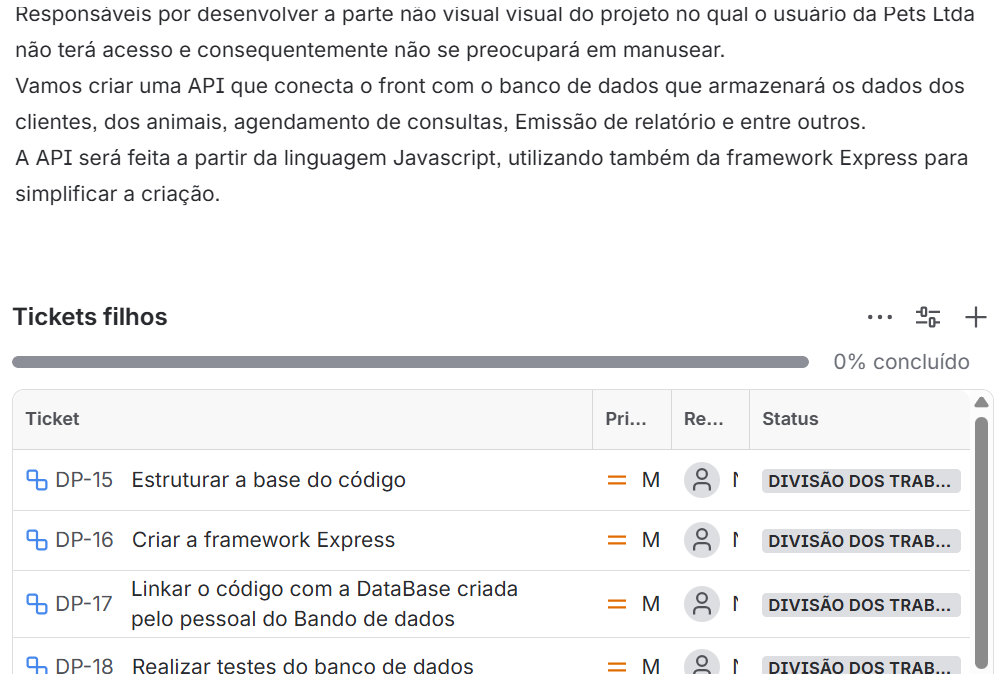 Responsáveis por desenvolver a parte não visual visual do projeto no qual o usuário da Pets Ltda
não terá acesso e consequentemente não se preocupará em manusear.
Vamos criar uma API que conecta o front com o banco de dados que armazenará os dados dos
clientes, dos animais, agendamento de consultas, Emissão de relatório e entre outros.
A API será feita a partir da linguagem Javascript, utilizando também da framework Express para
simplificar a criação.
Tickets filhos
0% concluído
Ticket Pri... Re... Status
DP-15 Estruturar a base do código M DIVISÃO DOS TRAB...
DP-16 Criar a framework Express M DIVISÃO DOS TRAB...
DP-17 Linkar o código com a DataBase criada
pelo pessoal do Bando de dados M DIVISÃO DOS TRAB...
DP-18 Realizar testes do banco de dados M DIVISÃO DOS TRAB...